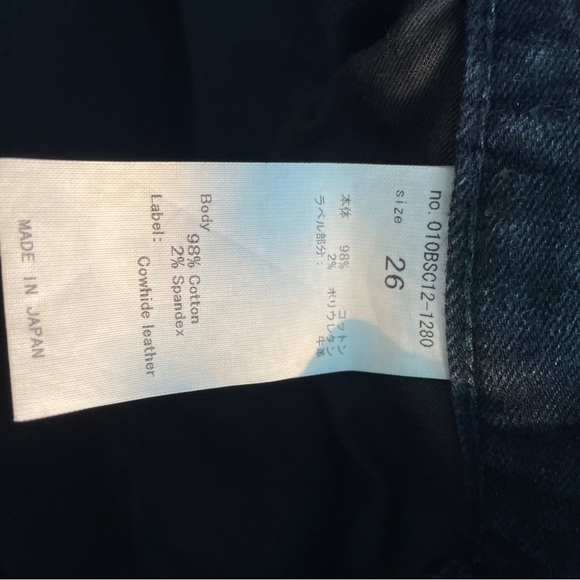 no. 010BSC12-1280
size 26
本体 98% コットン
2% ポリウレタン
ラベル部分: 牛革
Body
98% Cotton
2% Spandex
Label:
Cowhide leather
MADE IN JAPAN